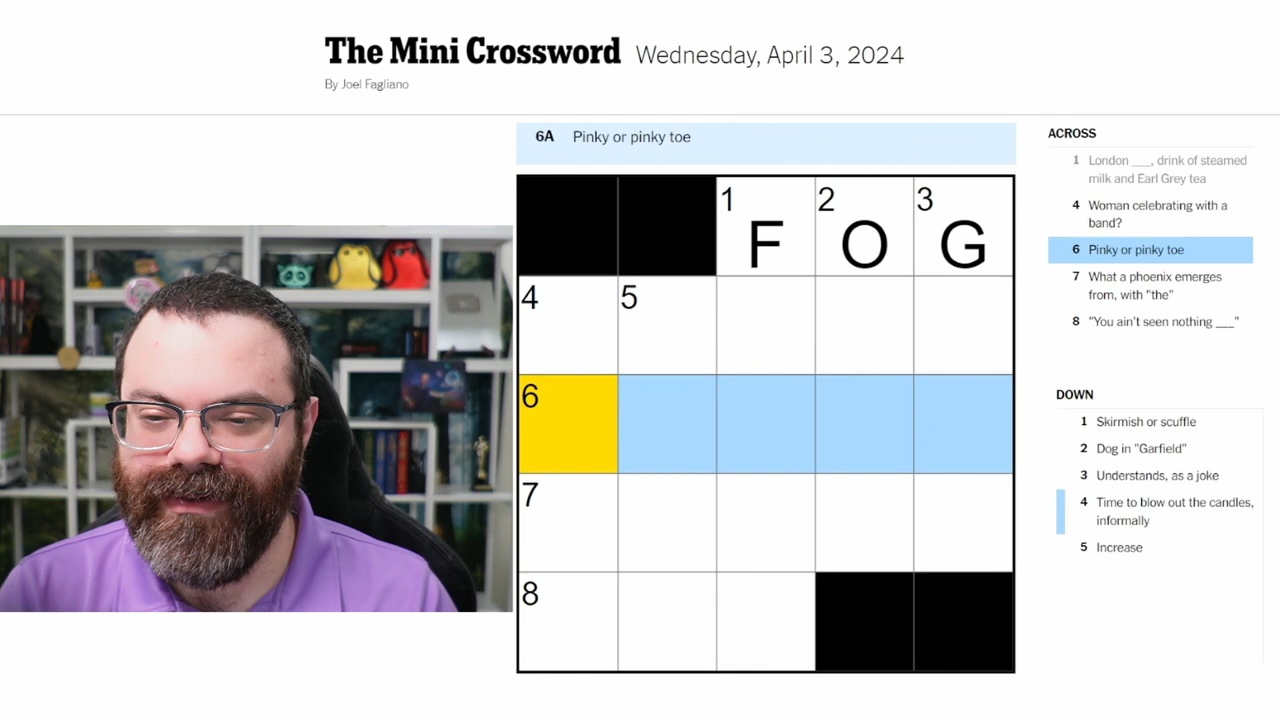 The Mini Crossword Wednesday, April 3, 2024
By Joel Fagliano
6A Pinky or pinky toe
1 2 3
F O G
4 5
6
7
8
ACROSS
1 London ___, drink of steamed
milk and Earl Grey tea
4 Woman celebrating with a
band?
6 Pinky or pinky toe
7 What a phoenix emerges
from, with "the"
8 "You ain't seen nothing ___"
DOWN
1 Skirmish or scuffle
2 Dog in "Garfield"
3 Understands, as a joke
4 Time to blow out the candles,
informally
5 Increase